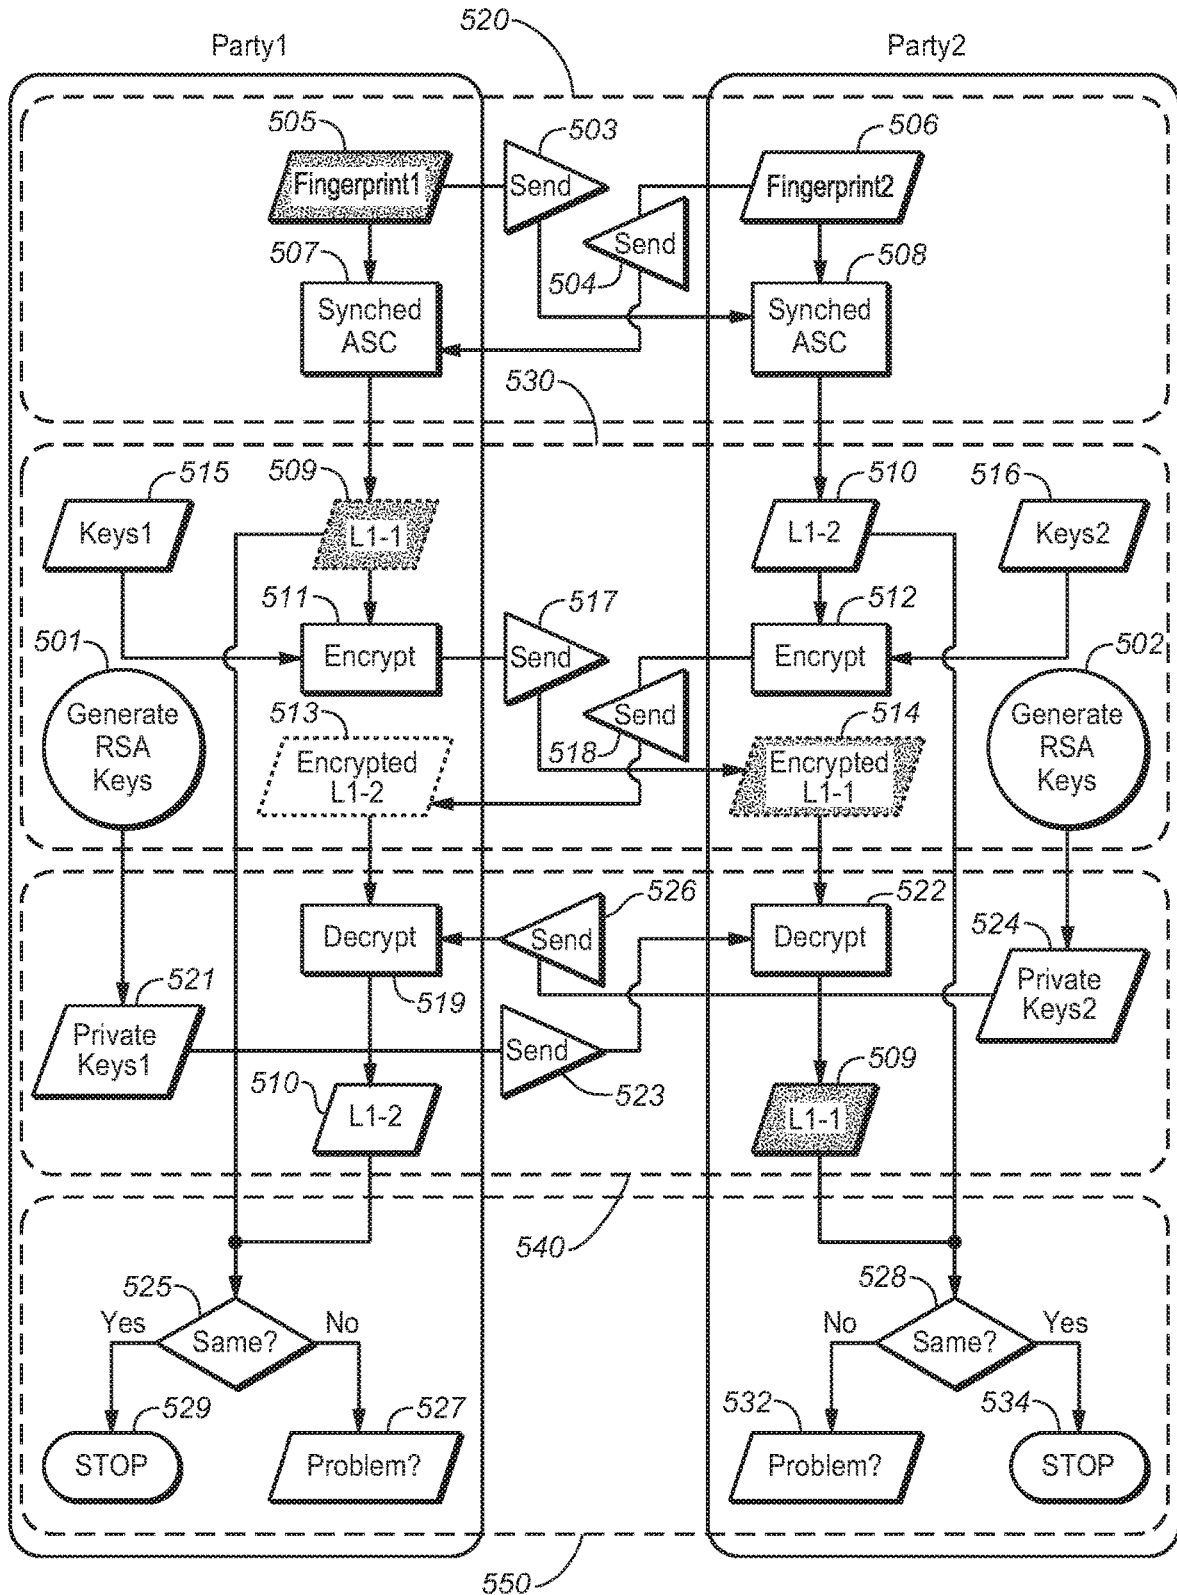 520
Party1
Party2
505
503
506
Fingerprint1
Send
Fingerprint2
507
Send
508
504
Synched
ASC
Synched
ASC
530
515
509
510
516
Keys1
L1-1
L1-2
Keys2
511
517
512
501
Encrypt
Send
Encrypt
502
Generate
RSA
Keys
513
Send
514
Generate
RSA
Keys
518
Encrypted
L1-2
Encrypted
L1-1
526
522
Decrypt
Send
Decrypt
524
521
519
Private
Keys2
Private
Keys1
Send
510
523
509
L1-2
L1-1
540
525
528
Yes
Same?
No
No
Same?
Yes
529
527
532
534
STOP
Problem?
Problem?
STOP
550